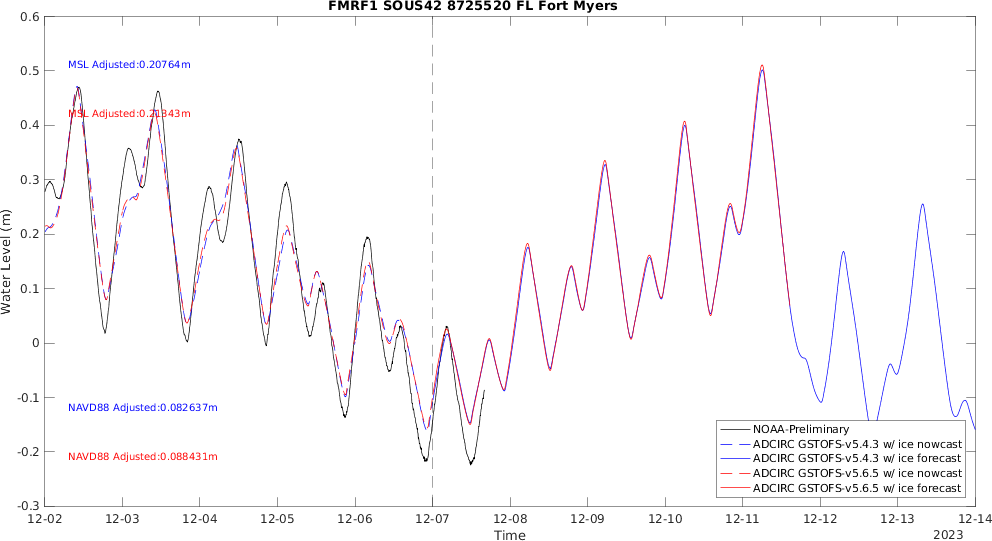 FMRF1 SOUS42 8725520 FL Fort Myers
0.6
0.5
0.4
0.3
0.2
0.1
0
-0.1
-0.2
-0.3
Water Level (m)
MSL Adjusted:0.20764m
MSL Adjusted:0.21343m
NAVD88 Adjusted:0.082637m
NAVD88 Adjusted:0.088431m
NOAA-Preliminary
ADCIRC GSTOFS-v5.4.3 w/ ice nowcast
ADCIRC GSTOFS-v5.4.3 w/ ice forecast
ADCIRC GSTOFS-v5.6.5 w/ ice nowcast
ADCIRC GSTOFS-v5.6.5 w/ ice forecast
12-02 12-03 12-04 12-05 12-06 12-07 12-08 12-09 12-10 12-11 12-12 12-13 12-14
Time
2023